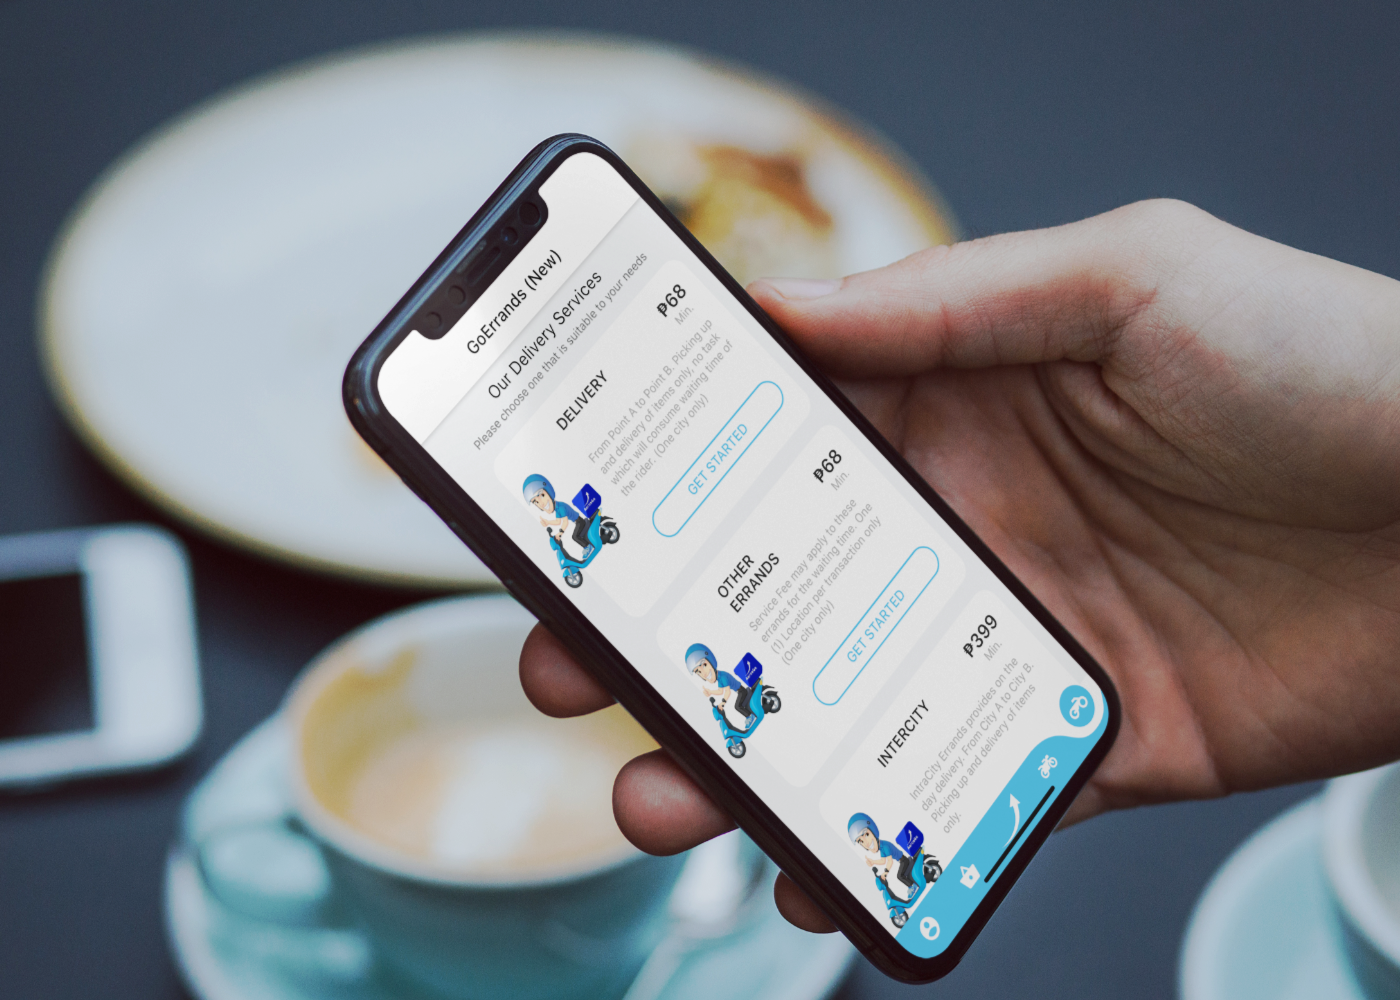 GoErrands (New)
Our Delivery Services
Please choose one that is suitable to your needs
DELIVERY
₱68
Min.
From Point A to Point B. Picking up
and delivery of items only, no task
which will consume waiting time of
the rider. (One city only)
GET STARTED
OTHER
ERRANDS
₱68
Min.
Service Fee may apply to these
errands for the waiting time. One
(1) Location per transaction only
(One city only)
GET STARTED
INTERCITY
₱399
Min.
IntraCity Errands provides on the
day delivery. From City A to City B.
Picking up and delivery of items
only.